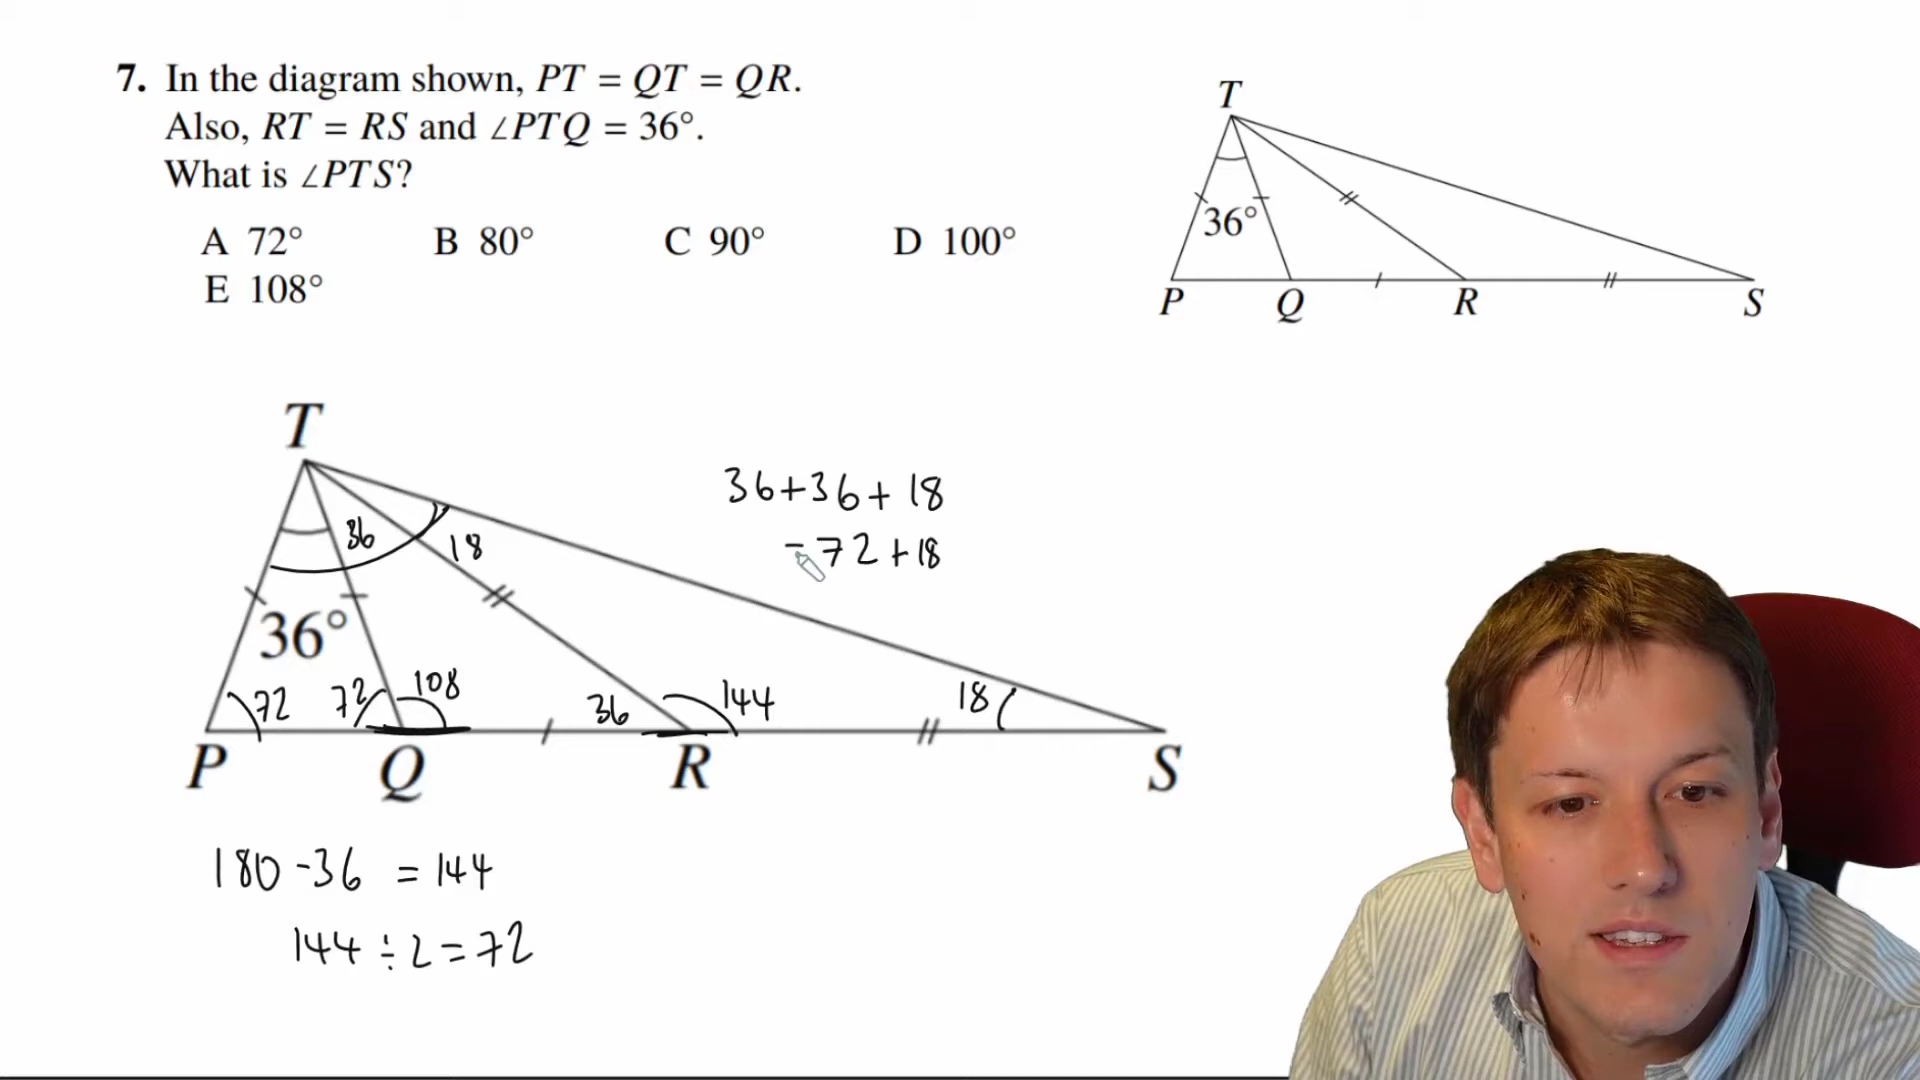 7. In the diagram shown, PT = QT = QR.
Also, RT = RS and ∠PTQ = 36°.
What is ∠PTS?
A 72° B 80° C 90° D 100°
E 108°
T
36°
P Q R S
T
36+36+18
= 72+18
36
18
36°
72 72 108 36 144 18
P Q R S
180 - 36 = 144
144 ÷ 2 = 72